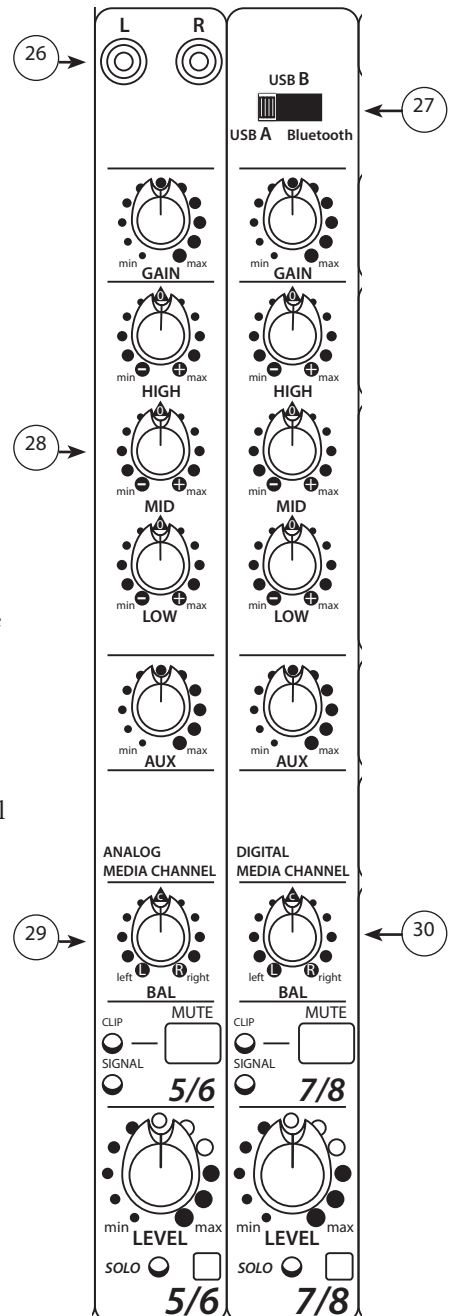 L R
26
USB B
27
USB A Bluetooth
min max min max
GAIN GAIN
0 0
min − + max min − + max
HIGH HIGH
0 0
28
min − + max min − + max
MID MID
0 0
min − + max min − + max
LOW LOW
min max min max
AUX AUX
l
ANALOG DIGITAL
MEDIA CHANNEL MEDIA CHANNEL
C C
29 30
left L R right left L R right
BAL BAL
CLIP MUTE CLIP MUTE
SIGNAL SIGNAL
5/6 7/8
min max min max
LEVEL LEVEL
SOLO SOLO
5/6 7/8